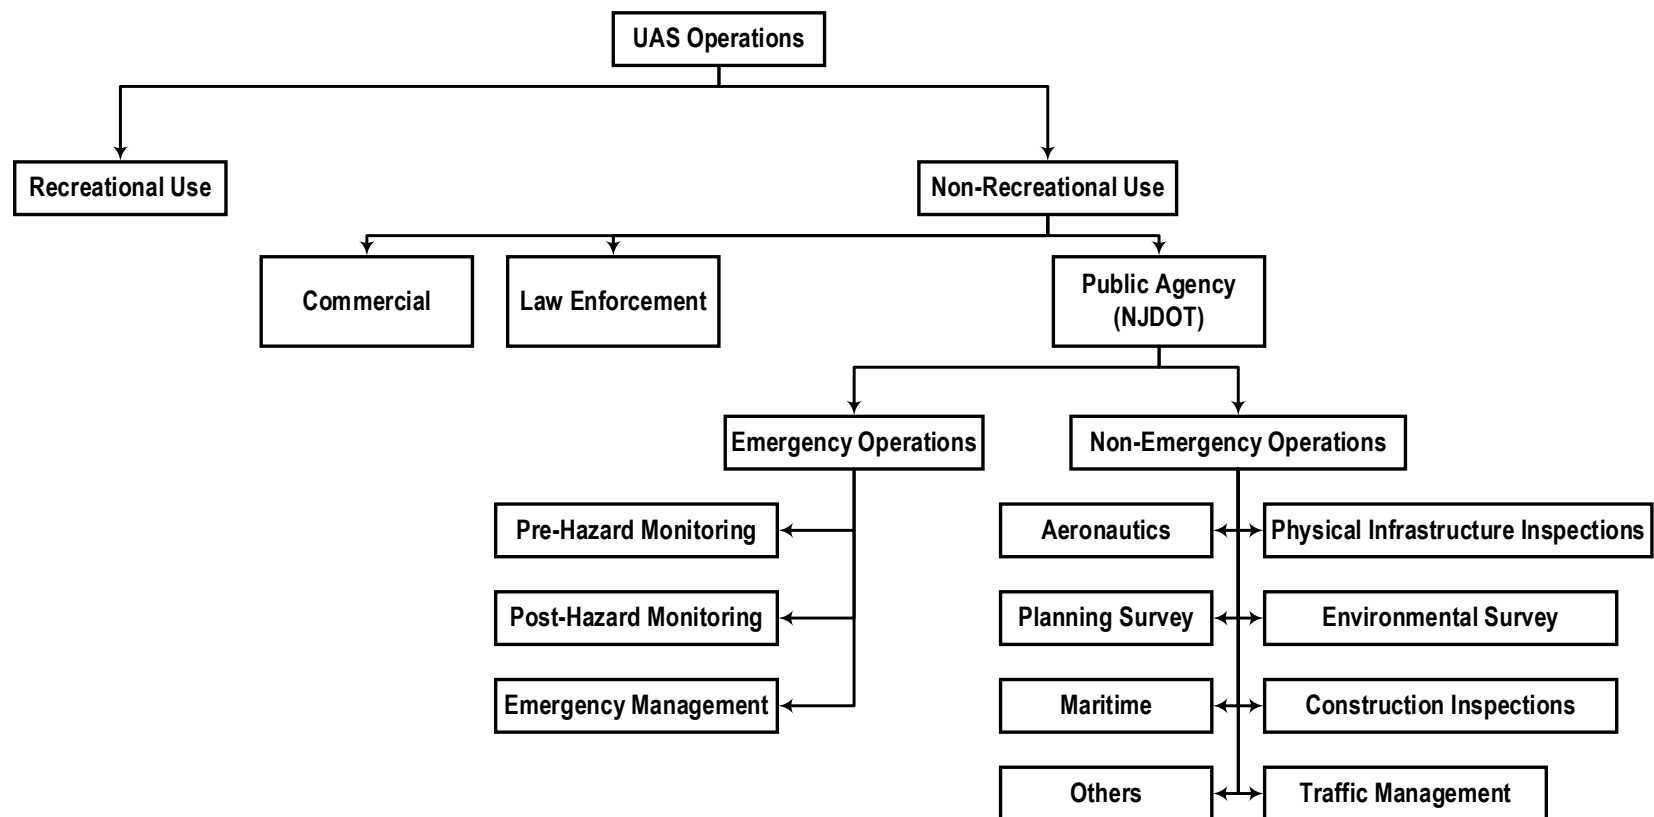 UAS Operations
Recreational Use
Non-Recreational Use
Commercial
Law Enforcement
Public Agency
(NJDOT)
Emergency Operations
Non-Emergency Operations
Pre-Hazard Monitoring
Aeronautics
Physical Infrastructure Inspections
Post-Hazard Monitoring
Planning Survey
Environmental Survey
Emergency Management
Maritime
Construction Inspections
Others
Traffic Management